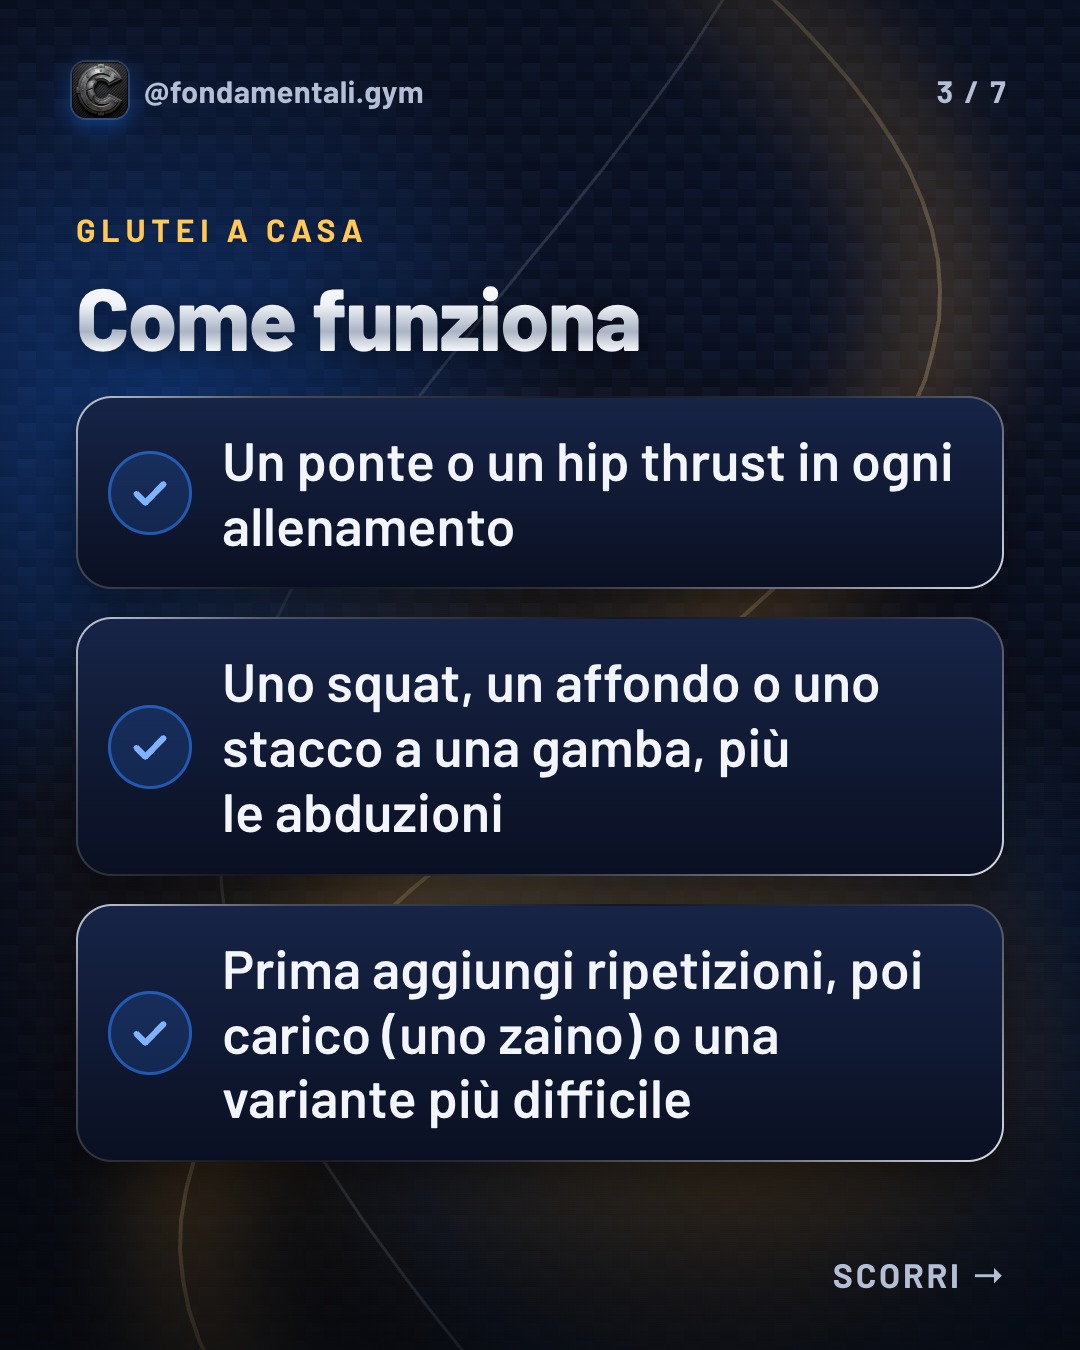 @fondamentali.gym
3 / 7
GLUTEI A CASA
Come funziona
Un ponte o un hip thrust in ogni
allenamento
Uno squat, un affondo o uno
stacco a una gamba, più
le abduzioni
Prima aggiungi ripetizioni, poi
carico (uno zaino) o una
variante più difficile
SCORRI →